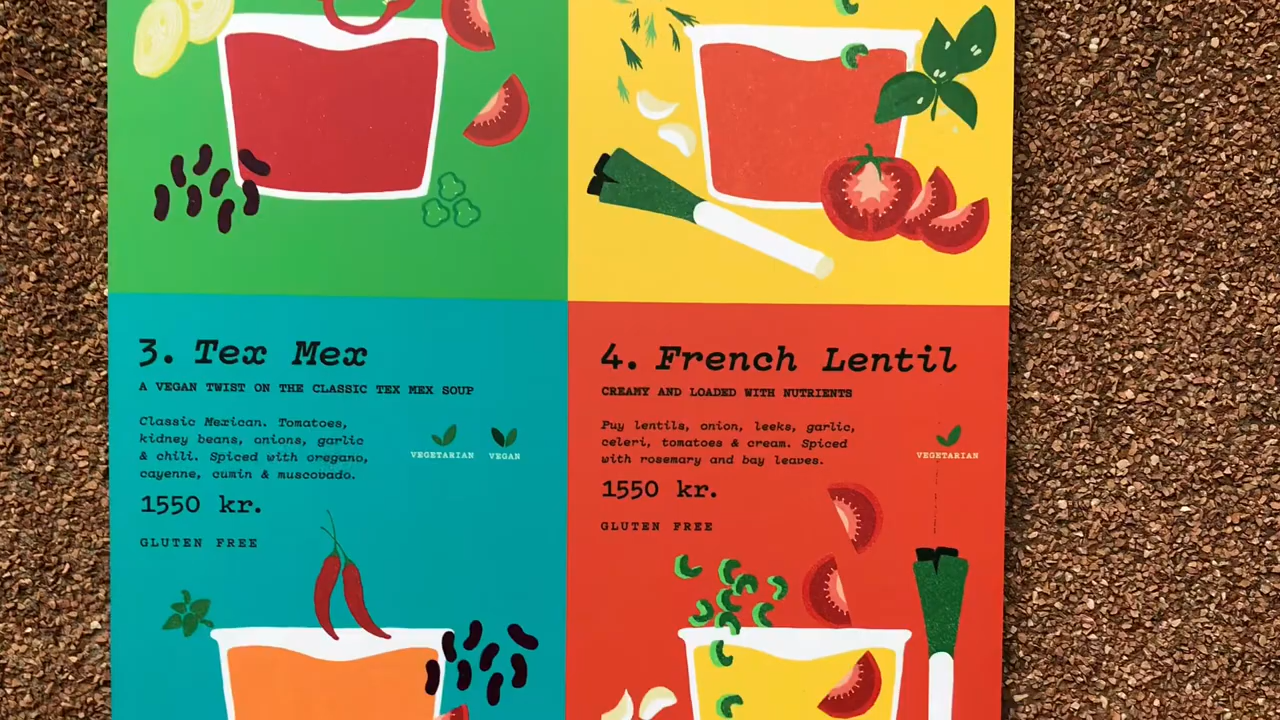 3. Tex Mex
A VEGAN TWIST ON THE CLASSIC TEX MEX SOUP
Classic Mexican. Tomatoes,
kidney beans, onions, garlic
& chili. Spiced with oregano,
cayenne, cumin & muscovado.
VEGETARIAN VEGAN
1550 kr.
GLUTEN FREE
4. French Lentil
CREAMY AND LOADED WITH NUTRIENTS
Puy lentils, onion, leeks, garlic,
celeri, tomatoes & cream. Spiced
with rosemary and bay leaves.
VEGETARIAN
1550 kr.
GLUTEN FREE